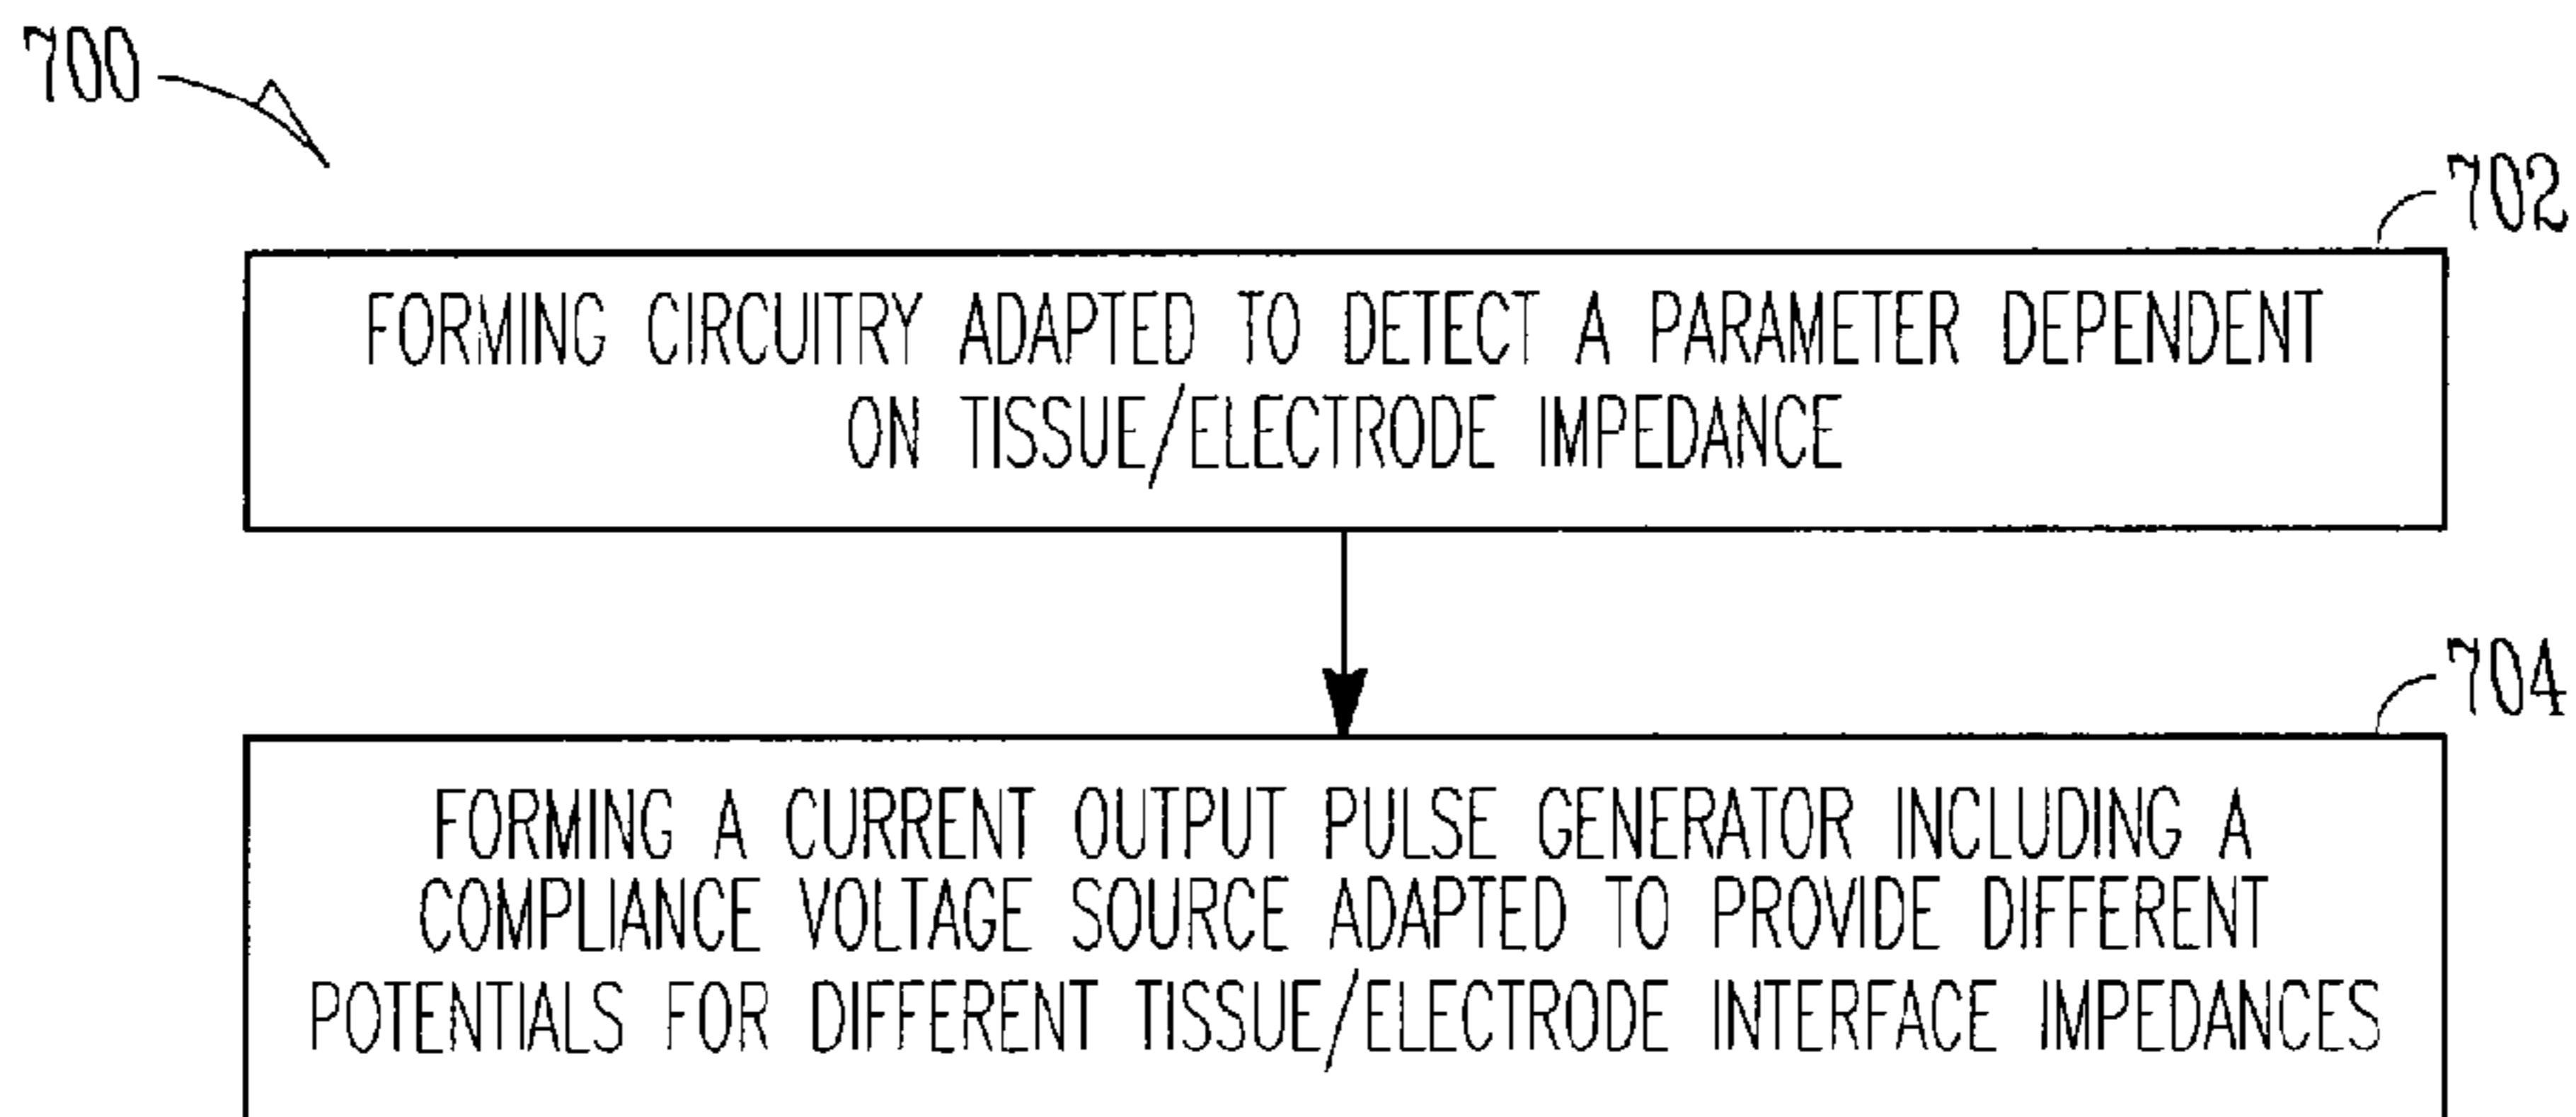 700
702
FORMING CIRCUITRY ADAPTED TO DETECT A PARAMETER DEPENDENT
ON TISSUE/ELECTRODE IMPEDANCE
704
FORMING A CURRENT OUTPUT PULSE GENERATOR INCLUDING A
COMPLIANCE VOLTAGE SOURCE ADAPTED TO PROVIDE DIFFERENT
POTENTIALS FOR DIFFERENT TISSUE/ELECTRODE INTERFACE IMPEDANCES